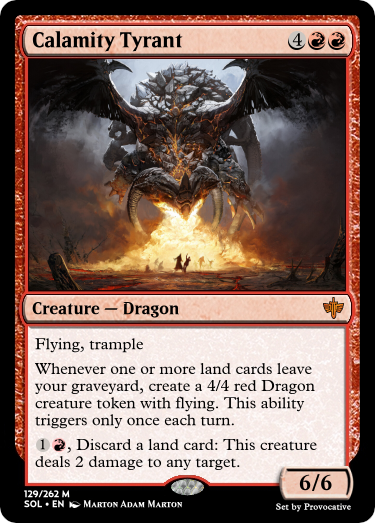 Calamity Tyrant 4
Creature — Dragon
Flying, trample
Whenever one or more land cards leave
your graveyard, create a 4/4 red Dragon
creature token with flying. This ability
triggers only once each turn.
1, Discard a land card: This creature
deals 2 damage to any target.
6/6
129/262 M
SOL • EN Marton Adam Marton
Set by Provocative